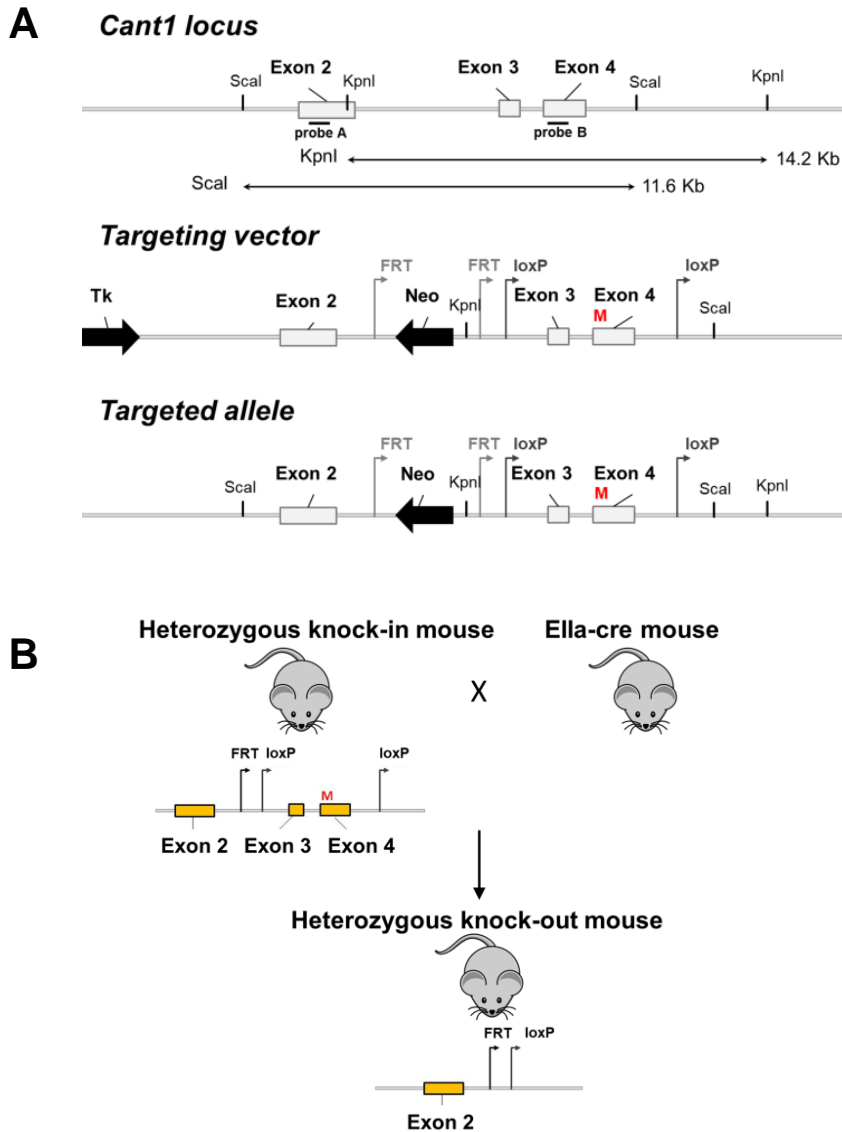 A
Cant1 locus
Exon 2
Exon 3
Exon 4
ScaI
KpnI
ScaI
KpnI
probe A
probe B
KpnI
14.2 Kb
ScaI
11.6 Kb
Targeting vector
FRT
FRT
loxP
loxP
Tk
Exon 2
Neo
KpnI
Exon 3
Exon 4
M
ScaI
Targeted allele
FRT
FRT
loxP
loxP
ScaI
Exon 2
Neo
KpnI
Exon 3
Exon 4
M
ScaI
KpnI
B
Heterozygous knock-in mouse
EIIa-cre mouse
X
FRT
loxP
loxP
M
Exon 2
Exon 3
Exon 4
Heterozygous knock-out mouse
FRT
loxP
Exon 2